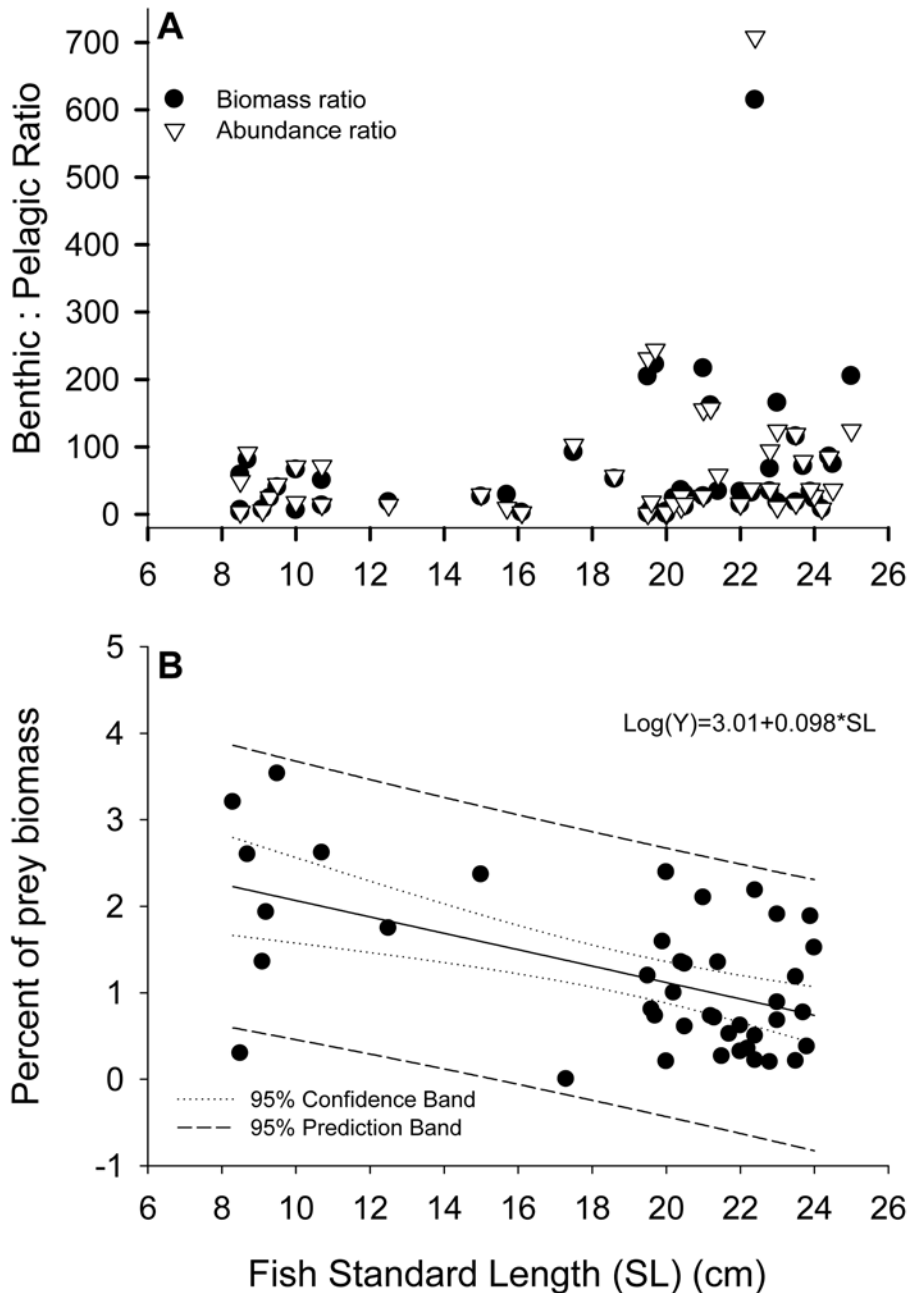 A
700
600
500
400
300
200
100
0
Benthic : Pelagic Ratio
Biomass ratio
Abundance ratio
6 8 10 12 14 16 18 20 22 24 26
B
5
4
3
2
1
0
-1
Percent of prey biomass
Log(Y)=3.01+0.098*SL
95% Confidence Band
95% Prediction Band
6 8 10 12 14 16 18 20 22 24 26
Fish Standard Length (SL) (cm)